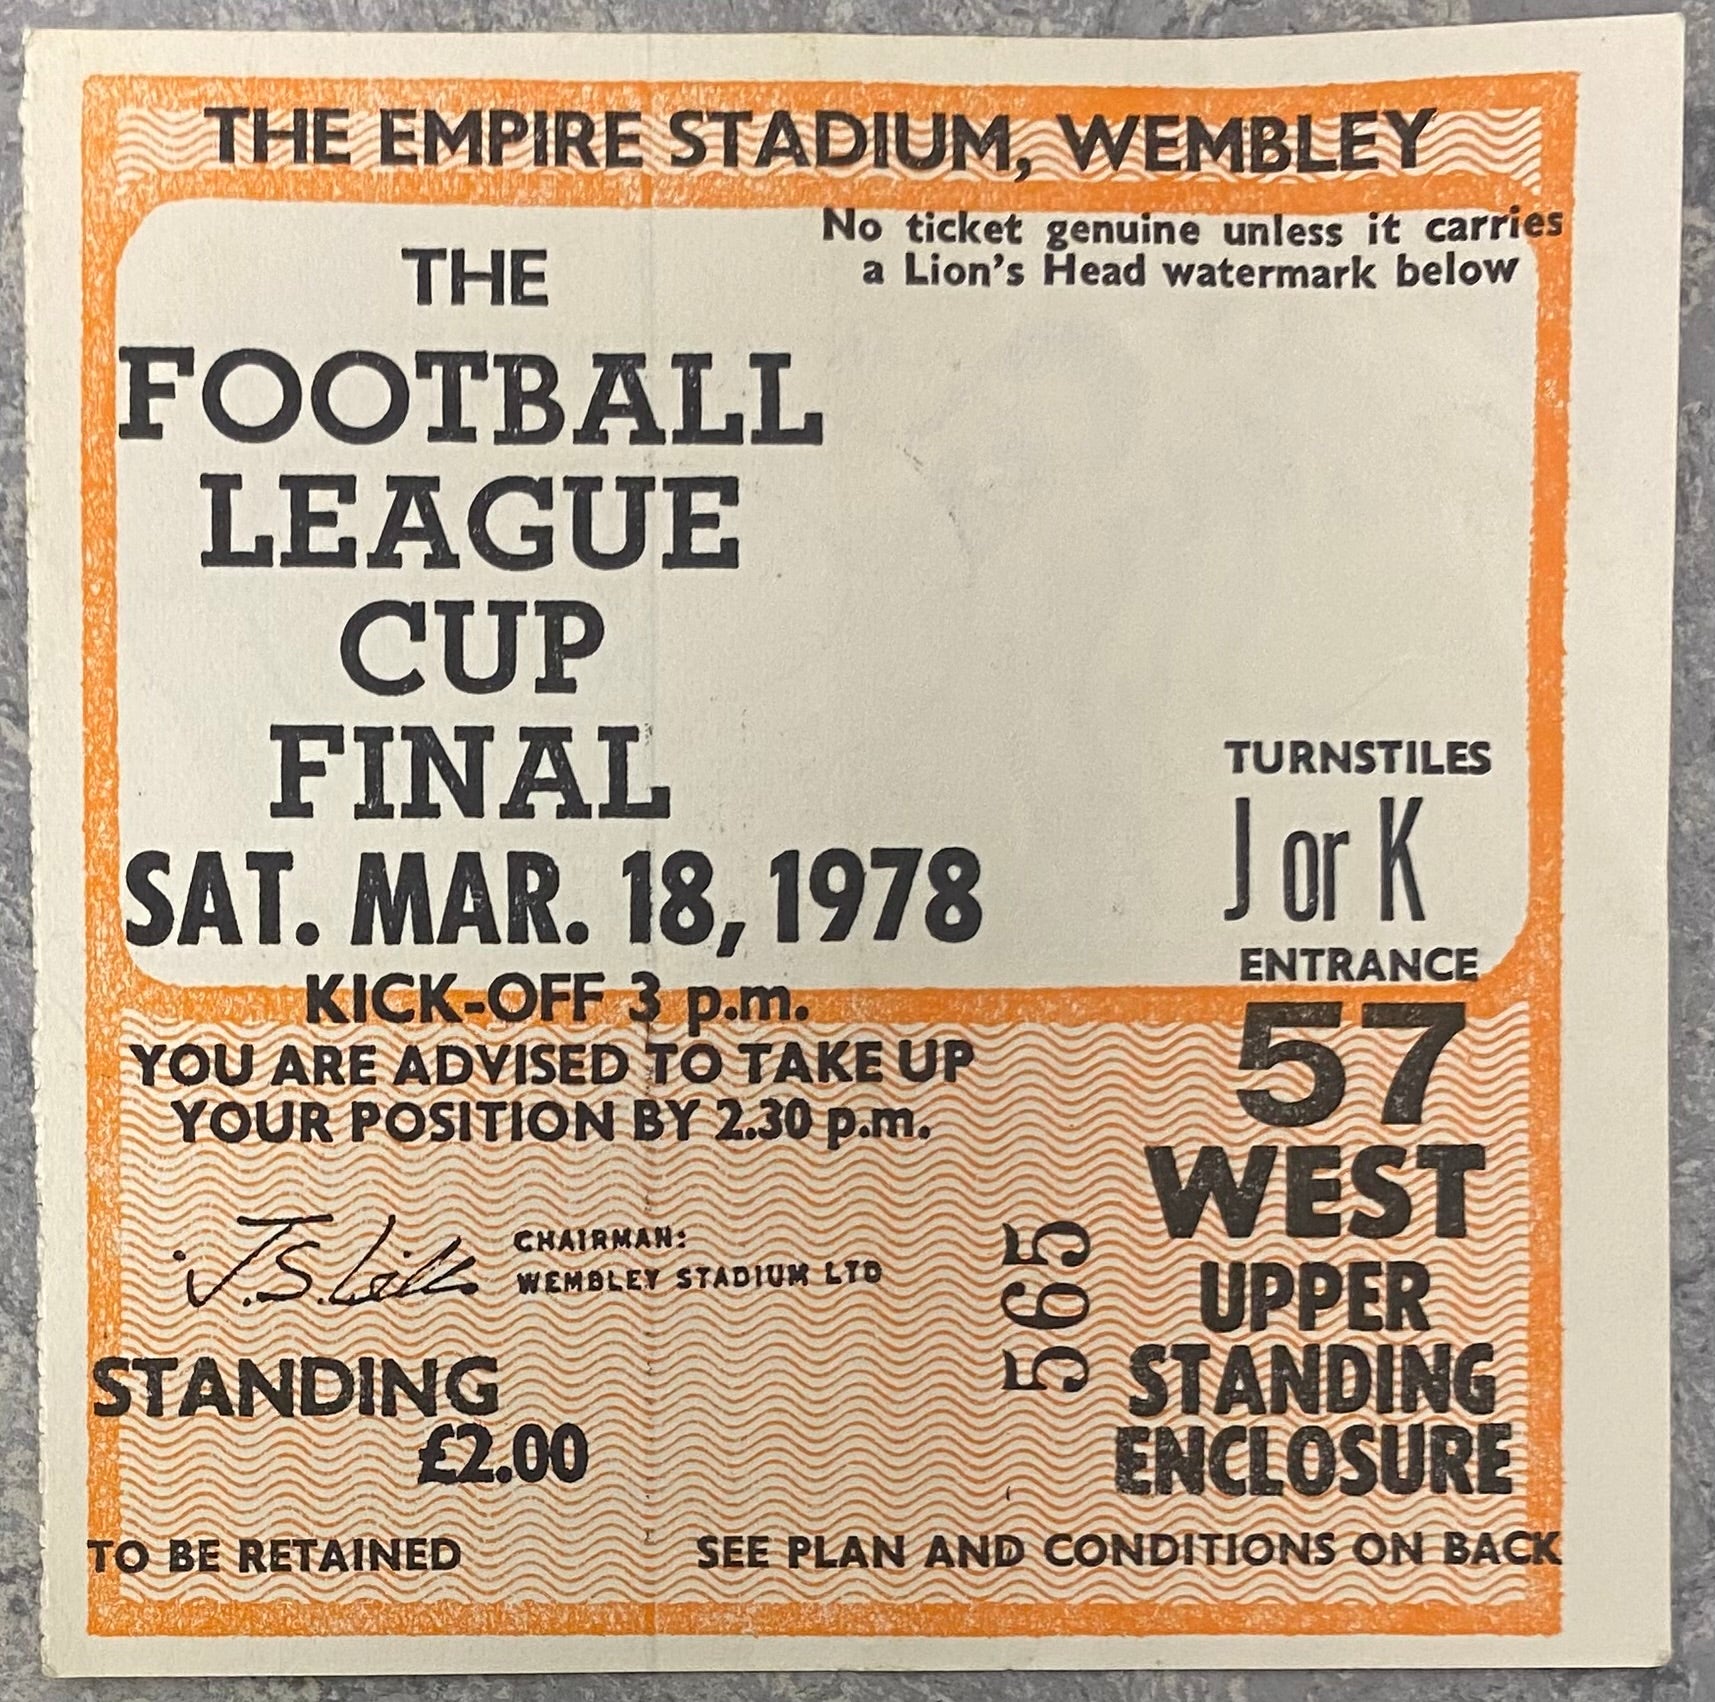 THE EMPIRE STADIUM, WEMBLEY
No ticket genuine unless it carries
a Lion's Head watermark below
THE
FOOTBALL
LEAGUE
CUP
FINAL
SAT. MAR. 18, 1978
KICK-OFF 3 p.m.
YOU ARE ADVISED TO TAKE UP
YOUR POSITION BY 2.30 p.m.
CHAIRMAN:
WEMBLEY STADIUM LTD
STANDING
£2.00
TURNSTILES
J or K
ENTRANCE
57
WEST
UPPER
STANDING
ENCLOSURE
565
TO BE RETAINED
SEE PLAN AND CONDITIONS ON BACK